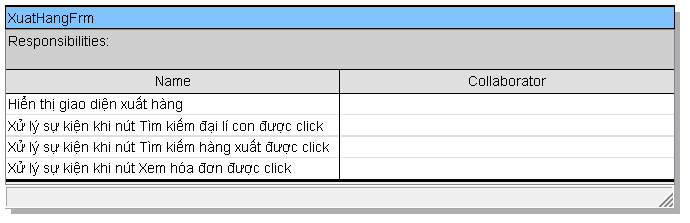 XuatHangFrm
Responsibilities:
Name Collaborator
Hiển thị giao diện xuất hàng
Xử lý sự kiện khi nút Tìm kiếm đại lí con được click
Xử lý sự kiện khi nút Tìm kiếm hàng xuất được click
Xử lý sự kiện khi nút Xem hóa đơn được click